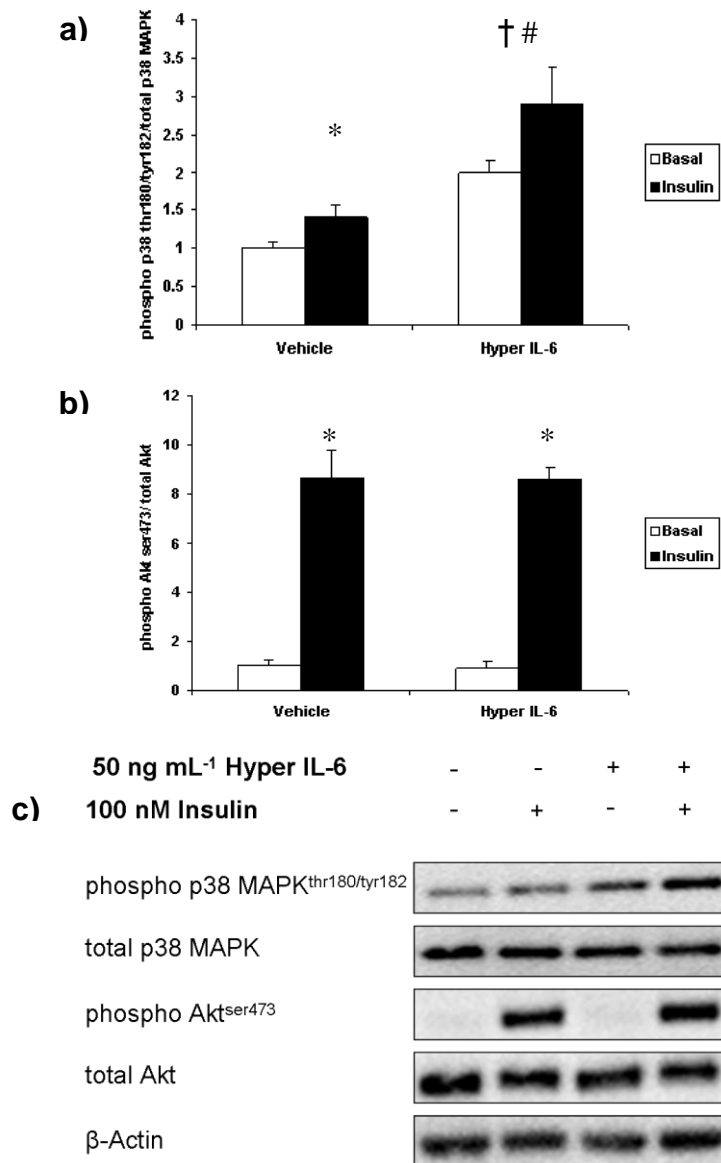 a)
phospho p38 thr180/tyr182/total p38 MAPK
4
3.5
3
2.5
2
1.5
1
0.5
0
*
† #
Vehicle
Hyper IL-6
Basal
Insulin
b)
phospho Akt ser473/ total Akt
12
10
8
6
4
2
0
*
*
Vehicle
Hyper IL-6
Basal
Insulin
50 ng mL⁻¹ Hyper IL-6 - - + +
c) 100 nM Insulin - + - +
phospho p38 MAPKthr180/tyr182
total p38 MAPK
phospho Aktser473
total Akt
β-Actin